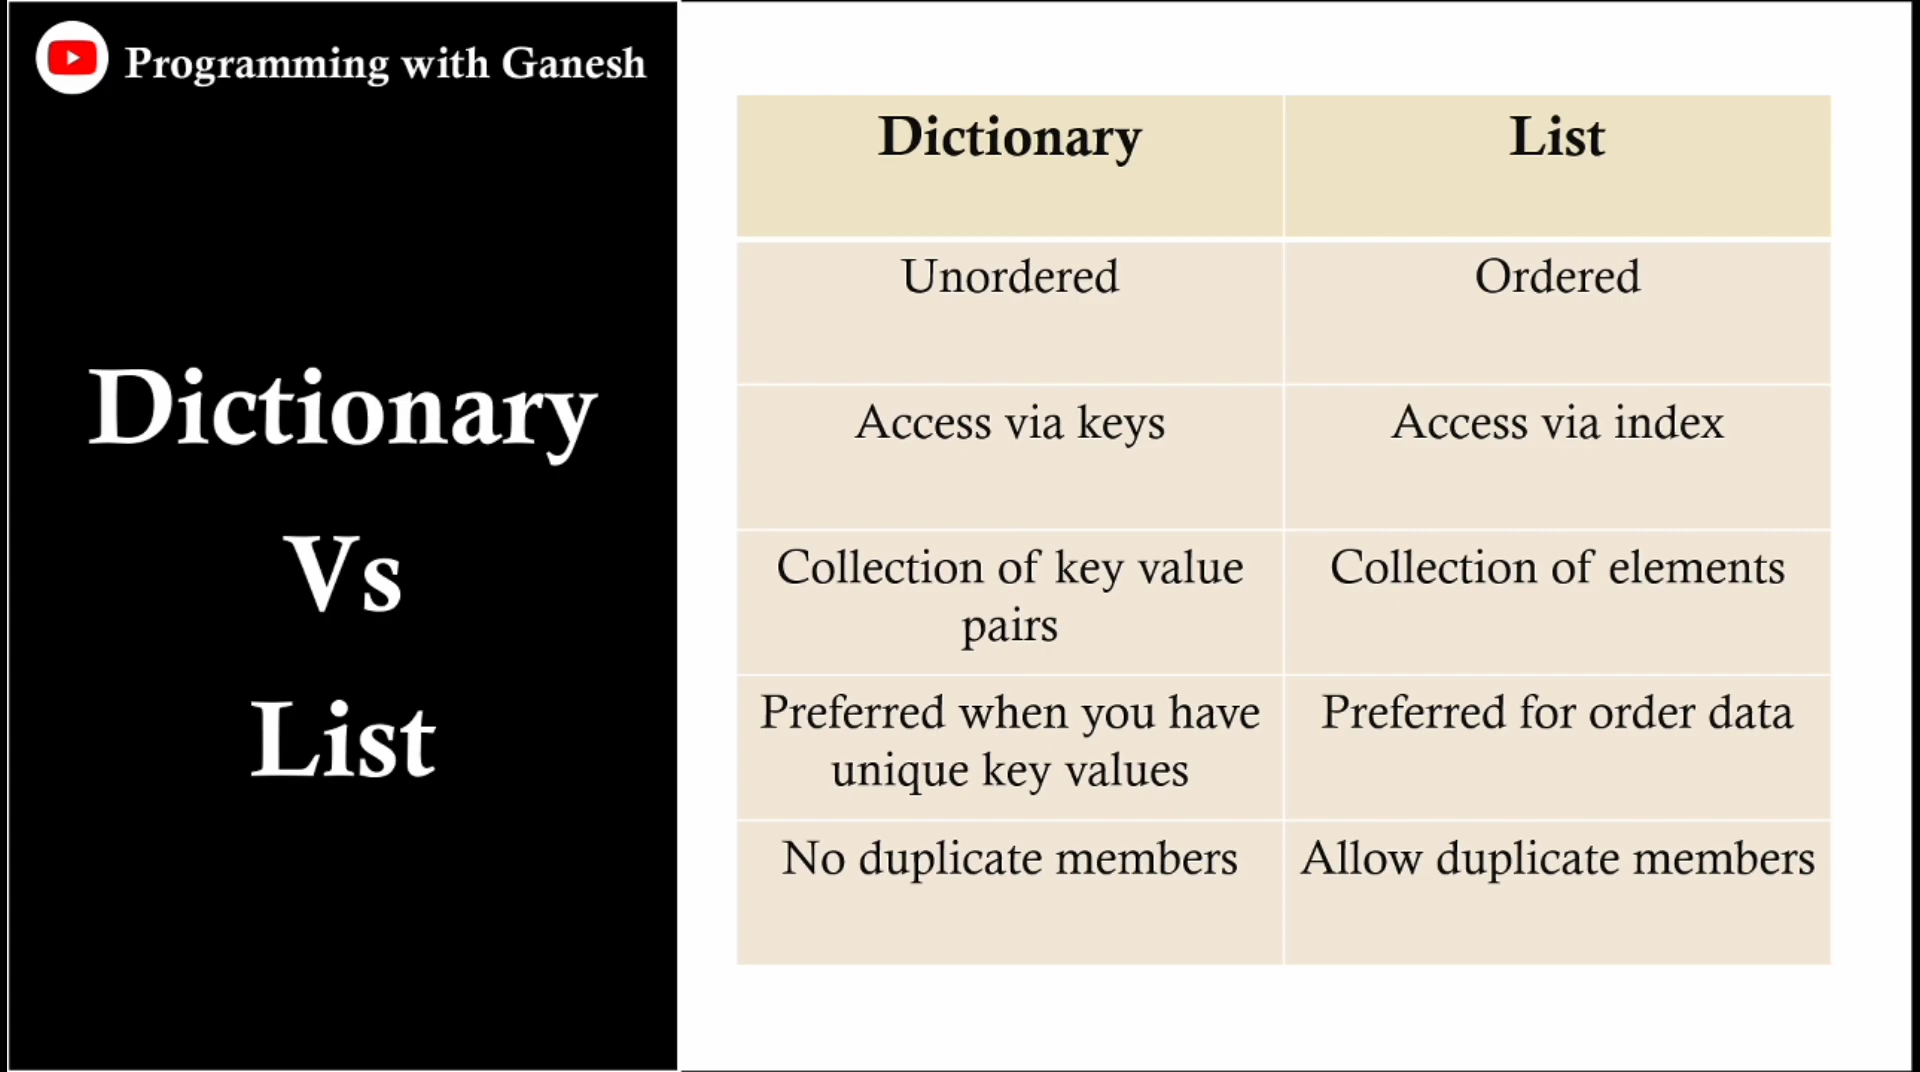 Programming with Ganesh
Dictionary
Vs
List
Dictionary List
Unordered Ordered
Access via keys Access via index
Collection of key value
pairs
Collection of elements
Preferred when you have
unique key values
Preferred for order data
No duplicate members Allow duplicate members